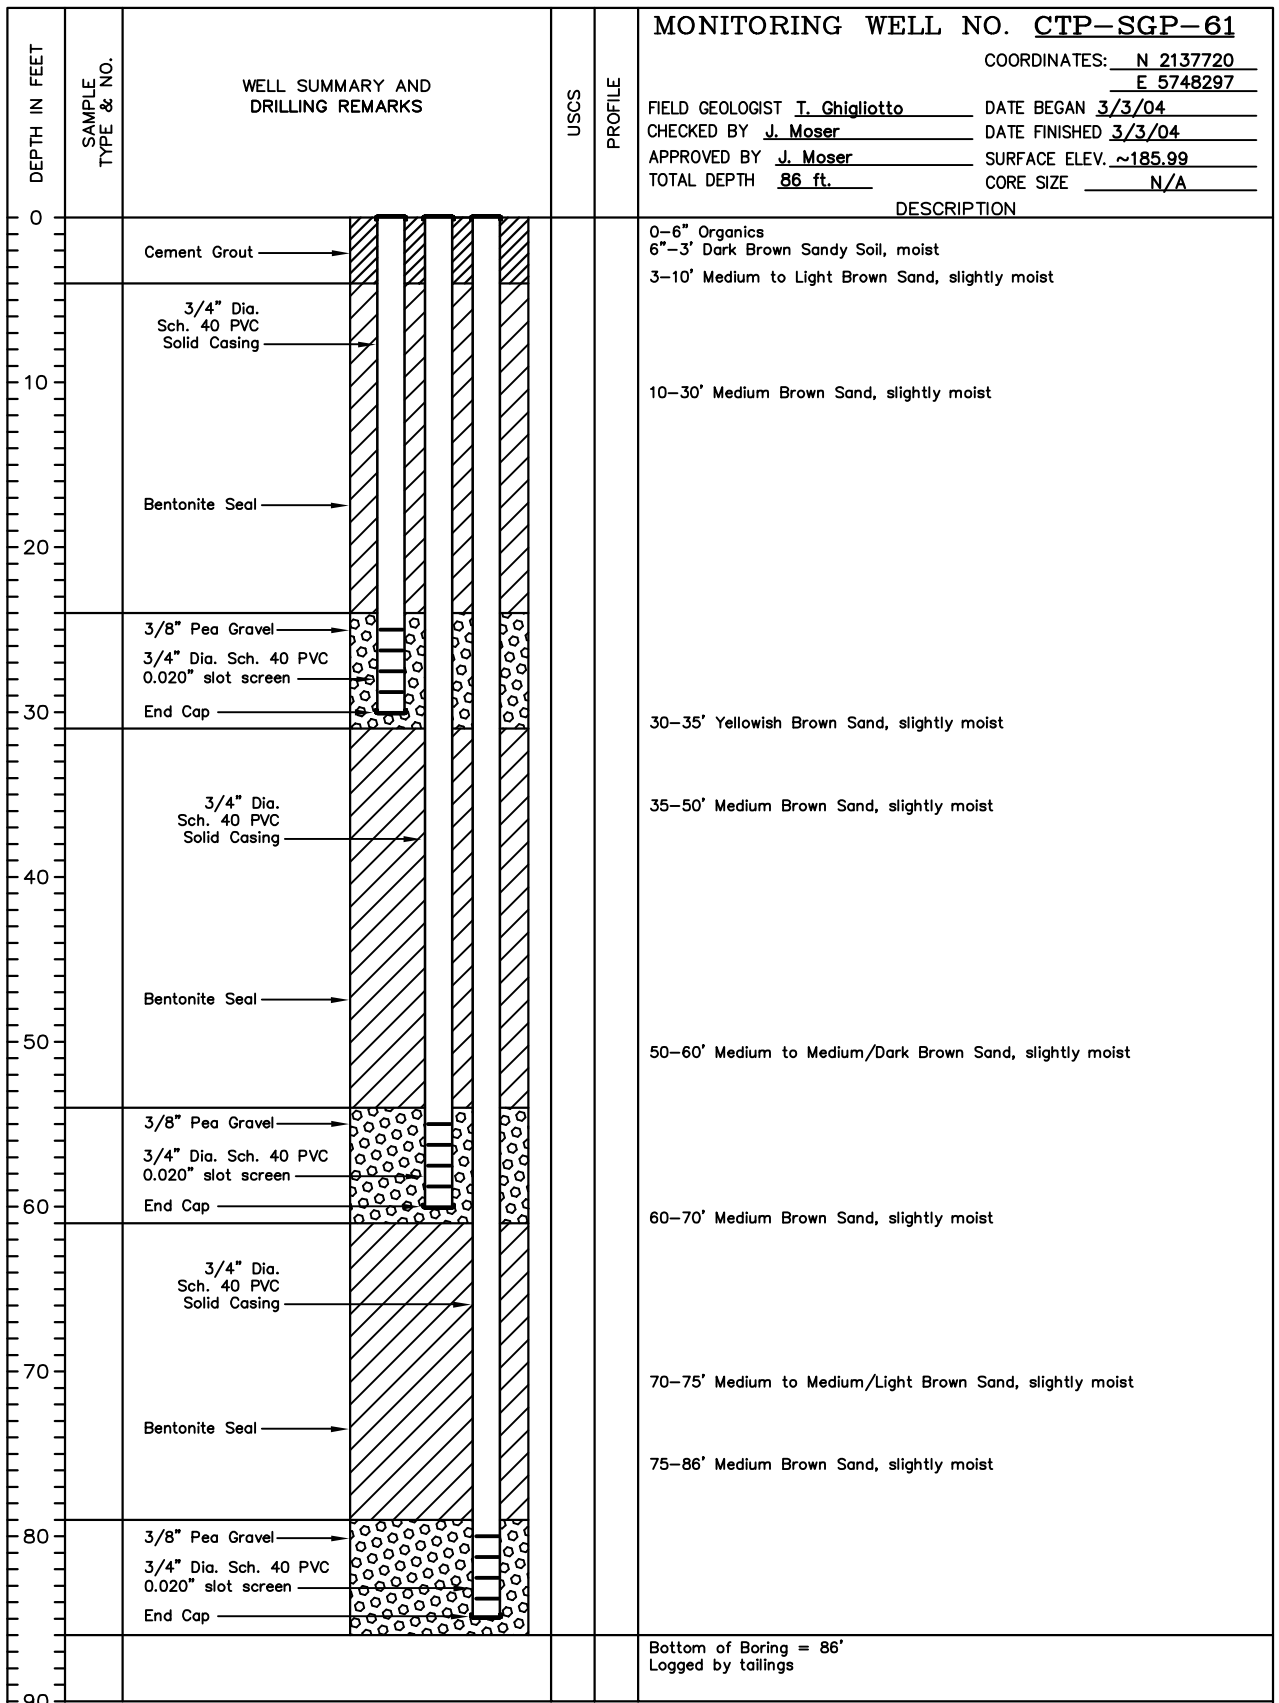 DEPTH IN FEET
SAMPLE
TYPE & NO.
WELL SUMMARY AND
DRILLING REMARKS
USCS
PROFILE
MONITORING WELL NO. CTP-SGP-61
COORDINATES: N 2137720
E 5748297
FIELD GEOLOGIST T. Ghigliotto DATE BEGAN 3/3/04
CHECKED BY J. Moser DATE FINISHED 3/3/04
APPROVED BY J. Moser SURFACE ELEV. ~185.99
TOTAL DEPTH 86 ft. CORE SIZE N/A
DESCRIPTION
0
0-6" Organics
6"-3' Dark Brown Sandy Soil, moist
Cement Grout
3-10' Medium to Light Brown Sand, slightly moist
3/4" Dia.
Sch. 40 PVC
Solid Casing
10
10-30' Medium Brown Sand, slightly moist
Bentonite Seal
20
3/8" Pea Gravel
3/4" Dia. Sch. 40 PVC
0.020" slot screen
End Cap
30
30-35' Yellowish Brown Sand, slightly moist
3/4" Dia.
Sch. 40 PVC
Solid Casing
35-50' Medium Brown Sand, slightly moist
40
Bentonite Seal
50
50-60' Medium to Medium/Dark Brown Sand, slightly moist
3/8" Pea Gravel
3/4" Dia. Sch. 40 PVC
0.020" slot screen
End Cap
60
60-70' Medium Brown Sand, slightly moist
3/4" Dia.
Sch. 40 PVC
Solid Casing
70
70-75' Medium to Medium/Light Brown Sand, slightly moist
Bentonite Seal
75-86' Medium Brown Sand, slightly moist
80
3/8" Pea Gravel
3/4" Dia. Sch. 40 PVC
0.020" slot screen
End Cap
Bottom of Boring = 86'
Logged by tailings
90